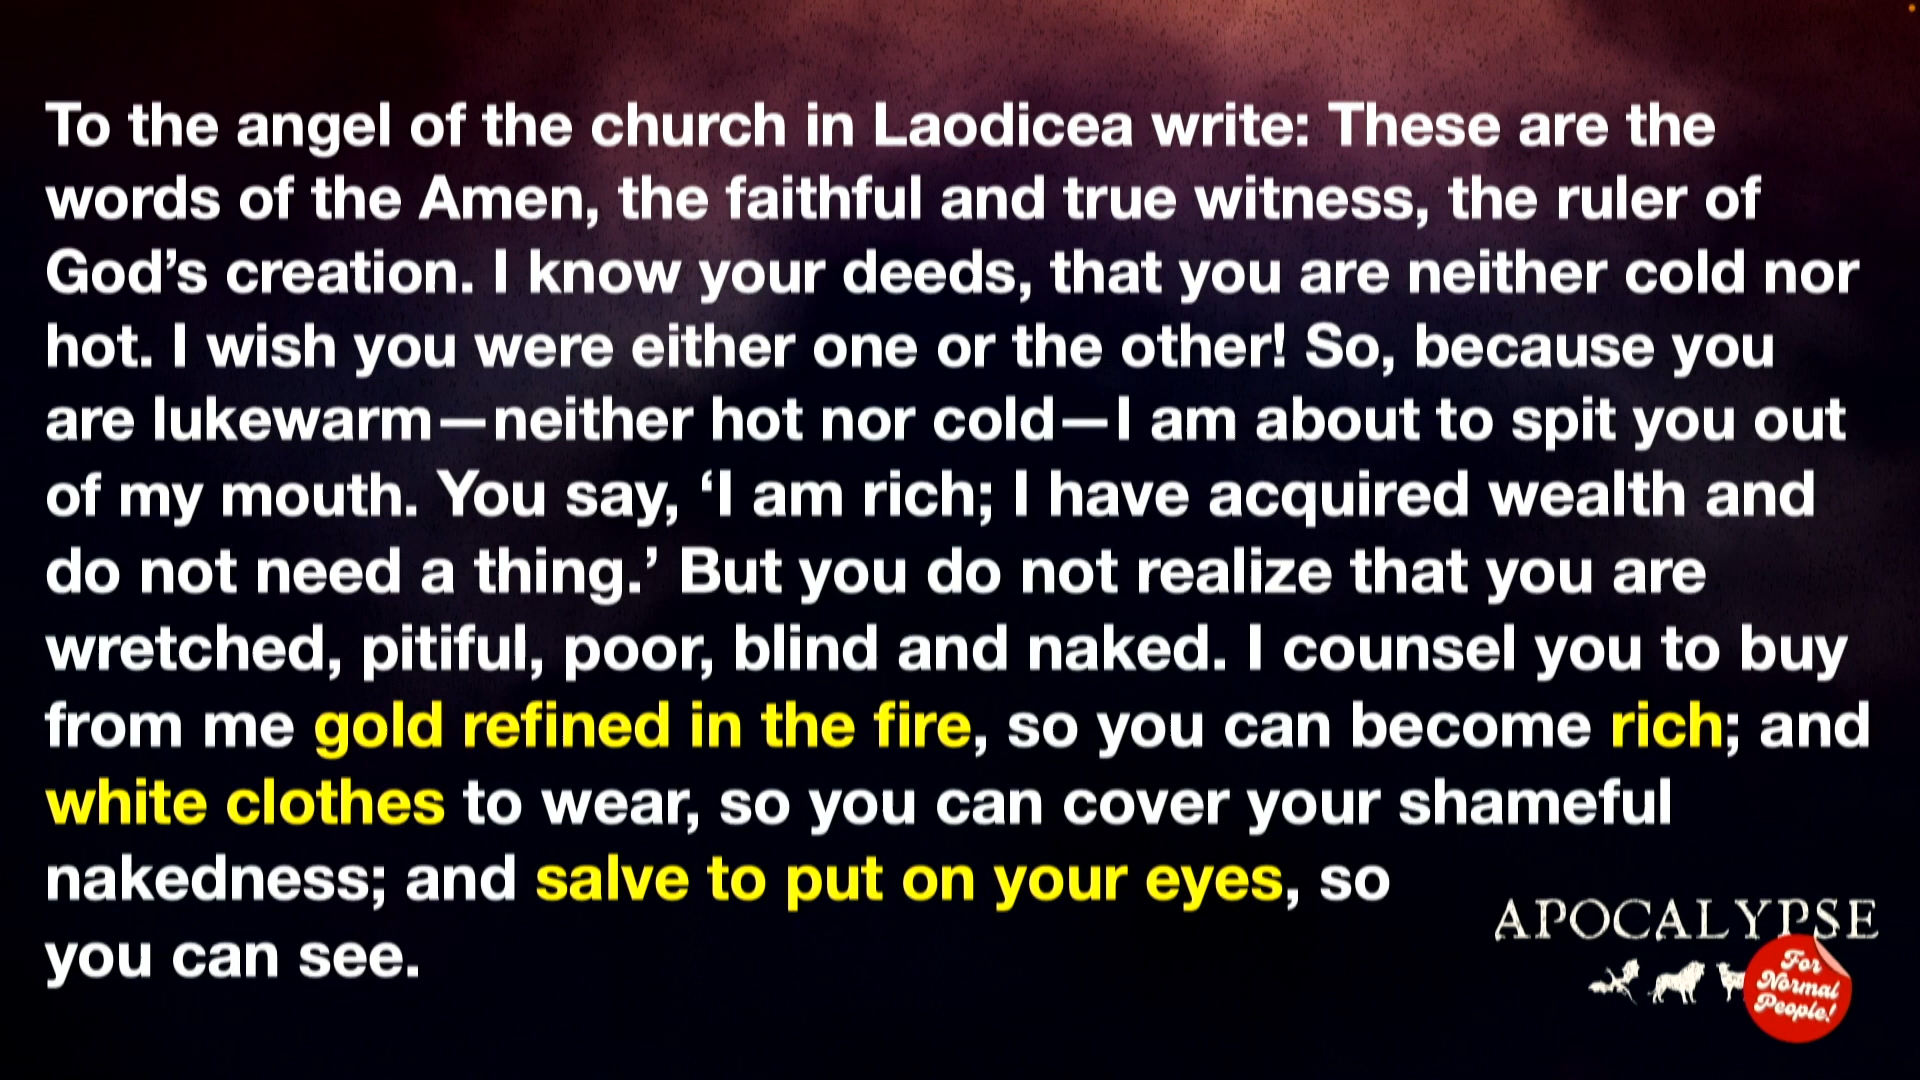 To the angel of the church in Laodicea write: These are the
words of the Amen, the faithful and true witness, the ruler of
God’s creation. I know your deeds, that you are neither cold nor
hot. I wish you were either one or the other! So, because you
are lukewarm—neither hot nor cold—I am about to spit you out
of my mouth. You say, ‘I am rich; I have acquired wealth and
do not need a thing.’ But you do not realize that you are
wretched, pitiful, poor, blind and naked. I counsel you to buy
from me gold refined in the fire, so you can become rich; and
white clothes to wear, so you can cover your shameful
nakedness; and salve to put on your eyes, so
you can see.
APOCALYPSE
For
Normal
People!